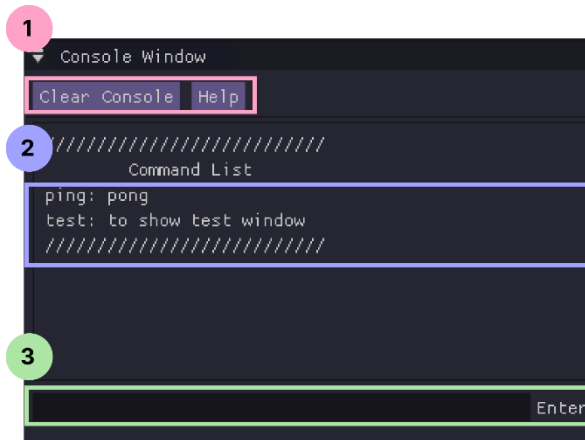 1
Console Window
Clear Console Help
2
///////////////////////////
Command List
ping: pong
test: to show test window
///////////////////////////
3
Enter